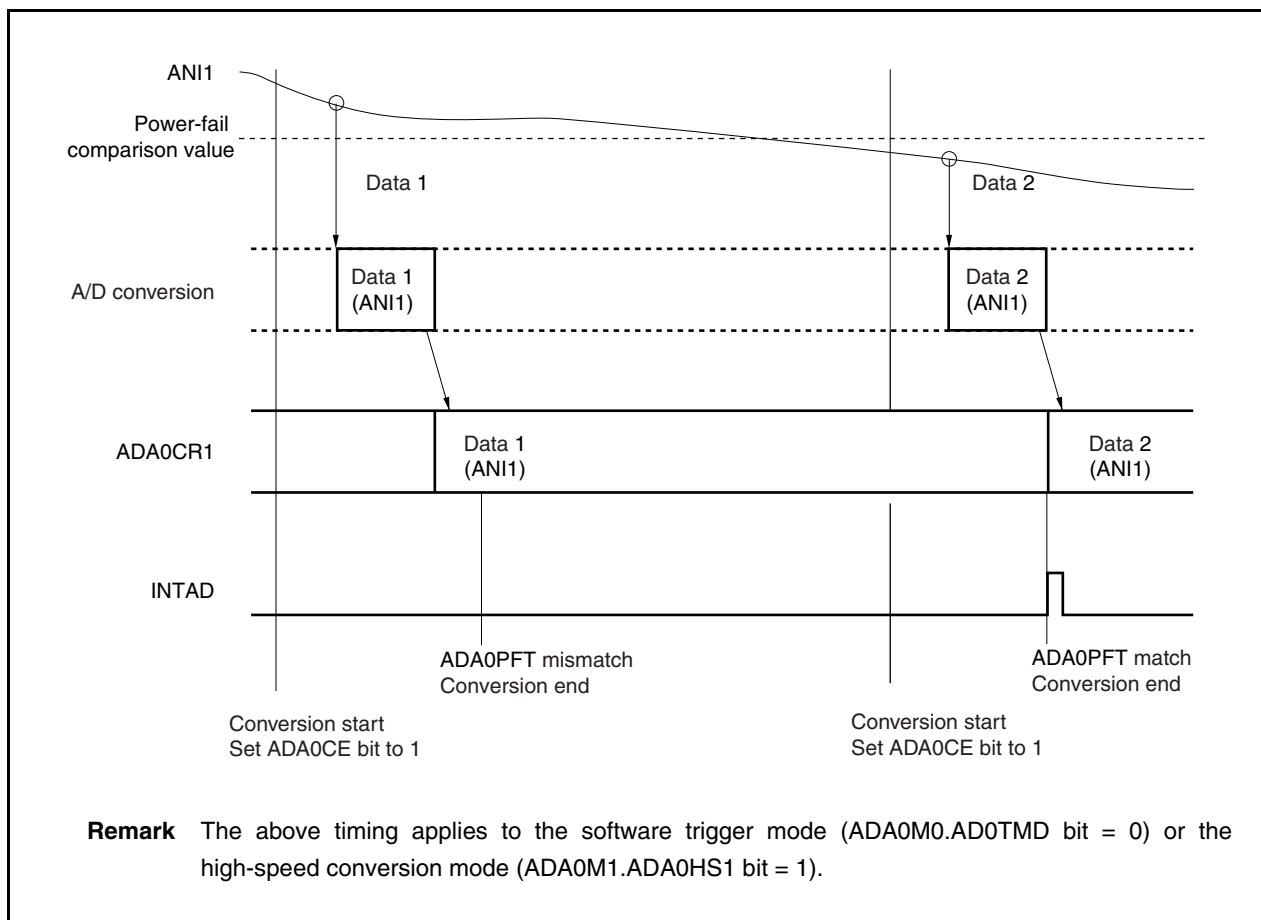 ANI1
Power-fail
comparison value
Data 1
Data 2
A/D conversion
Data 1
(ANI1)
Data 2
(ANI1)
ADA0CR1
Data 1
(ANI1)
Data 2
(ANI1)
INTAD
ADA0PFT mismatch
Conversion end
ADA0PFT match
Conversion end
Conversion start
Set ADA0CE bit to 1
Conversion start
Set ADA0CE bit to 1
Remark The above timing applies to the software trigger mode (ADA0M0.AD0TMD bit = 0) or the
high-speed conversion mode (ADA0M1.ADA0HS1 bit = 1).